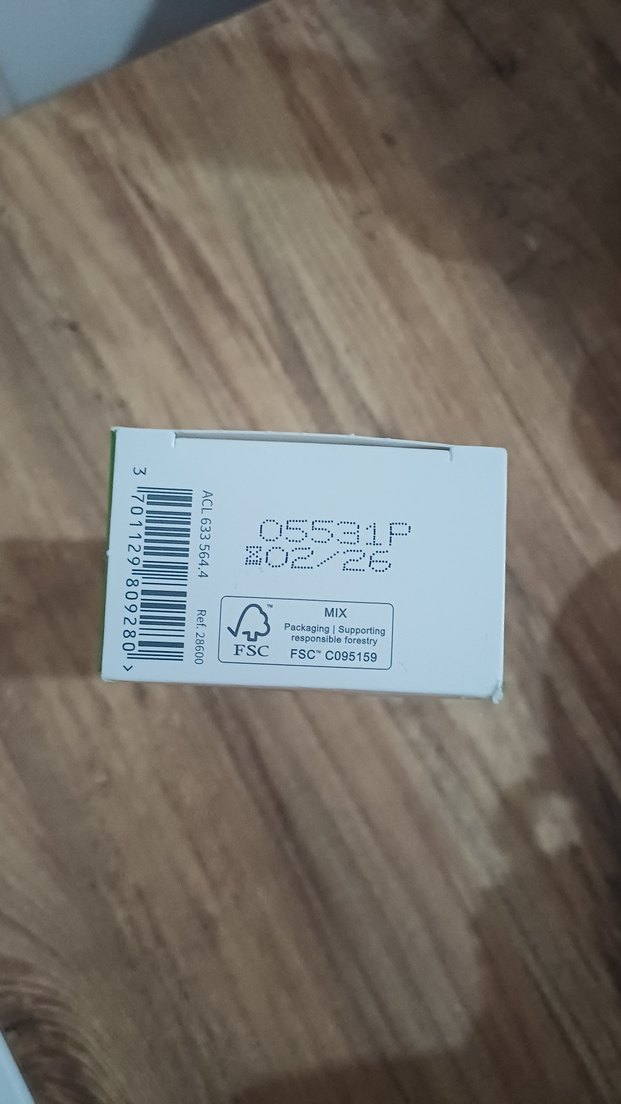 05531P
02/26
MIX
Packaging | Supporting
responsible forestry
FSC™ C095159
FSC
ACL 633 564.4 Ref. 28600
3 701129 809280 >